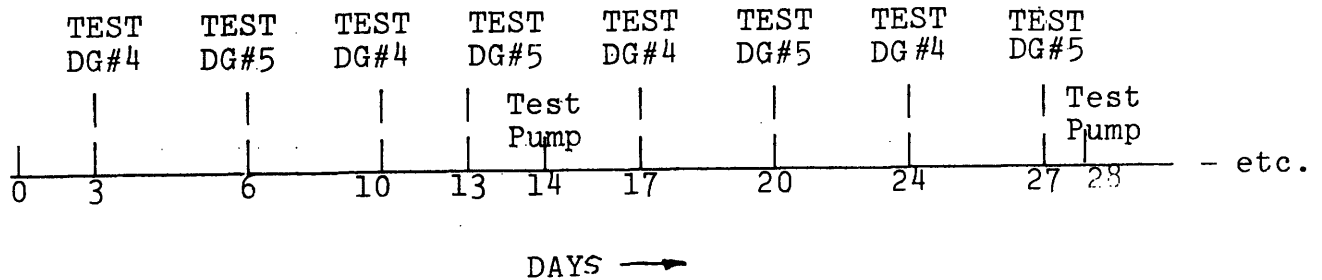 TEST TEST TEST TEST TEST TEST TEST TEST
DG#4 DG#5 DG#4 DG#5 DG#4 DG#5 DG#4 DG#5
Test Test
Pump Pump
- etc.
0 3 6 10 13 14 17 20 24 27 28
DAYS